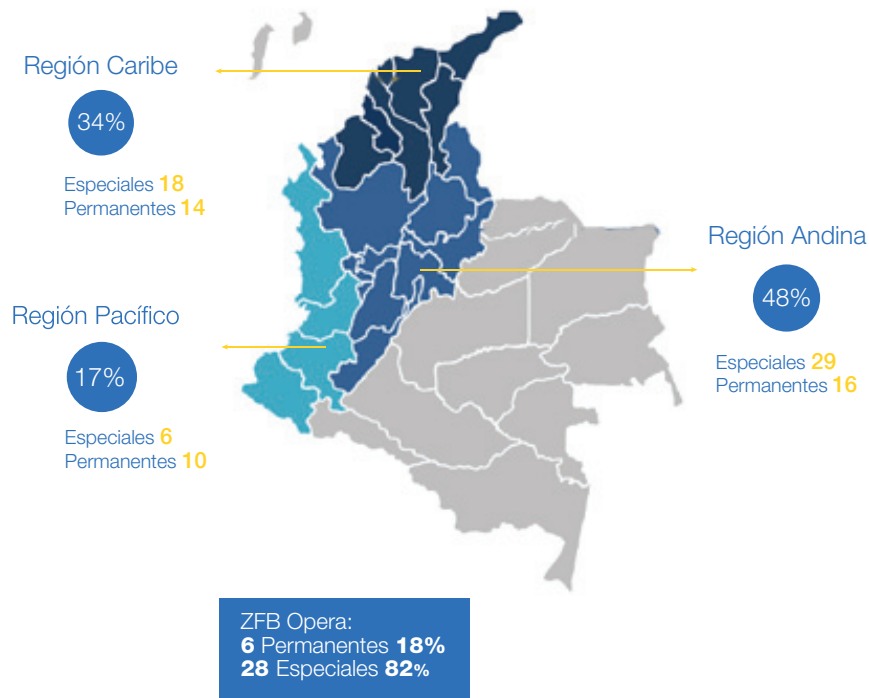 Región Caribe
34%
Especiales 18
Permanentes 14
Región Andina
48%
Especiales 29
Permanentes 16
Región Pacífico
17%
Especiales 6
Permanentes 10
ZFB Opera:
6 Permanentes 18%
28 Especiales 82%